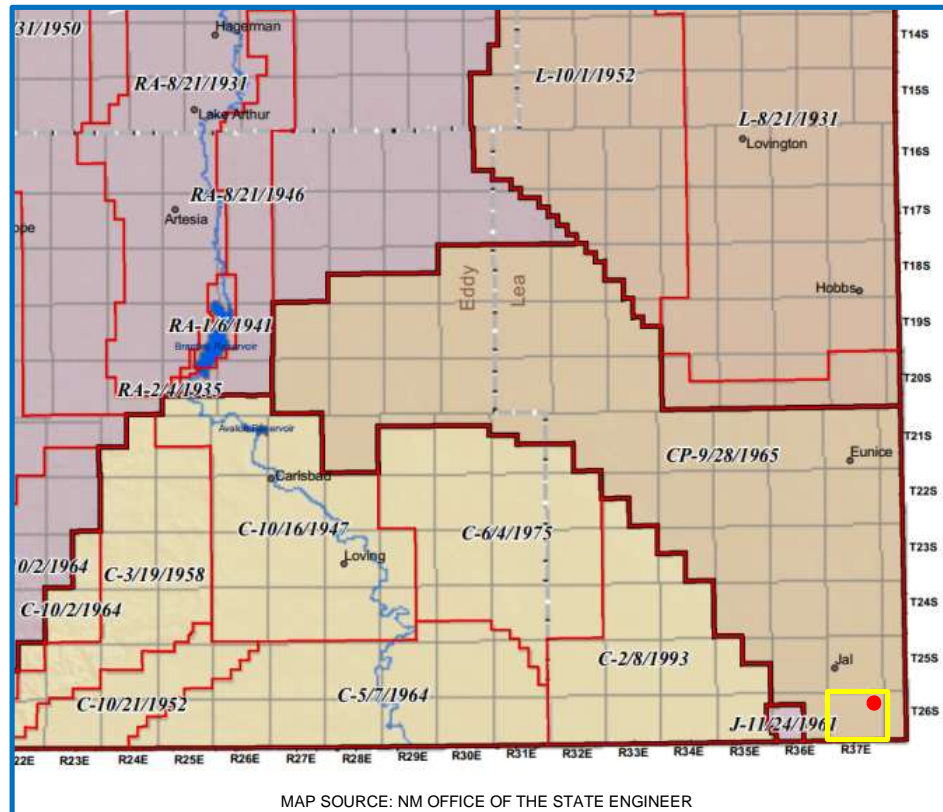 31/1950
Hagerman
T14S
RA-8/21/1931
L-10/1/1952
T15S
Lake Arthur
L-8/21/1931
Lovington
T16S
RA-8/21/1946
Artesia
T17S
ope
T18S
Eddy
Lea
Hobbs
RA-1/6/1941
T19S
Reservoir
RA-2/4/1935
T20S
Avalon Reservoir
T21S
CP-9/28/1965
Eunice
Carlsbad
T22S
C-10/16/1947
C-6/4/1975
T23S
Loving
10/2/1964
C-3/19/1958
C-10/2/1964
T24S
C-2/8/1993
Jal
T25S
C-10/21/1952
C-5/7/1964
J-11/24/1961
T26S
22E R23E R24E R25E R26E R27E R28E R29E R30E R31E R32E R33E R34E R35E R36E R37E
MAP SOURCE: NM OFFICE OF THE STATE ENGINEER